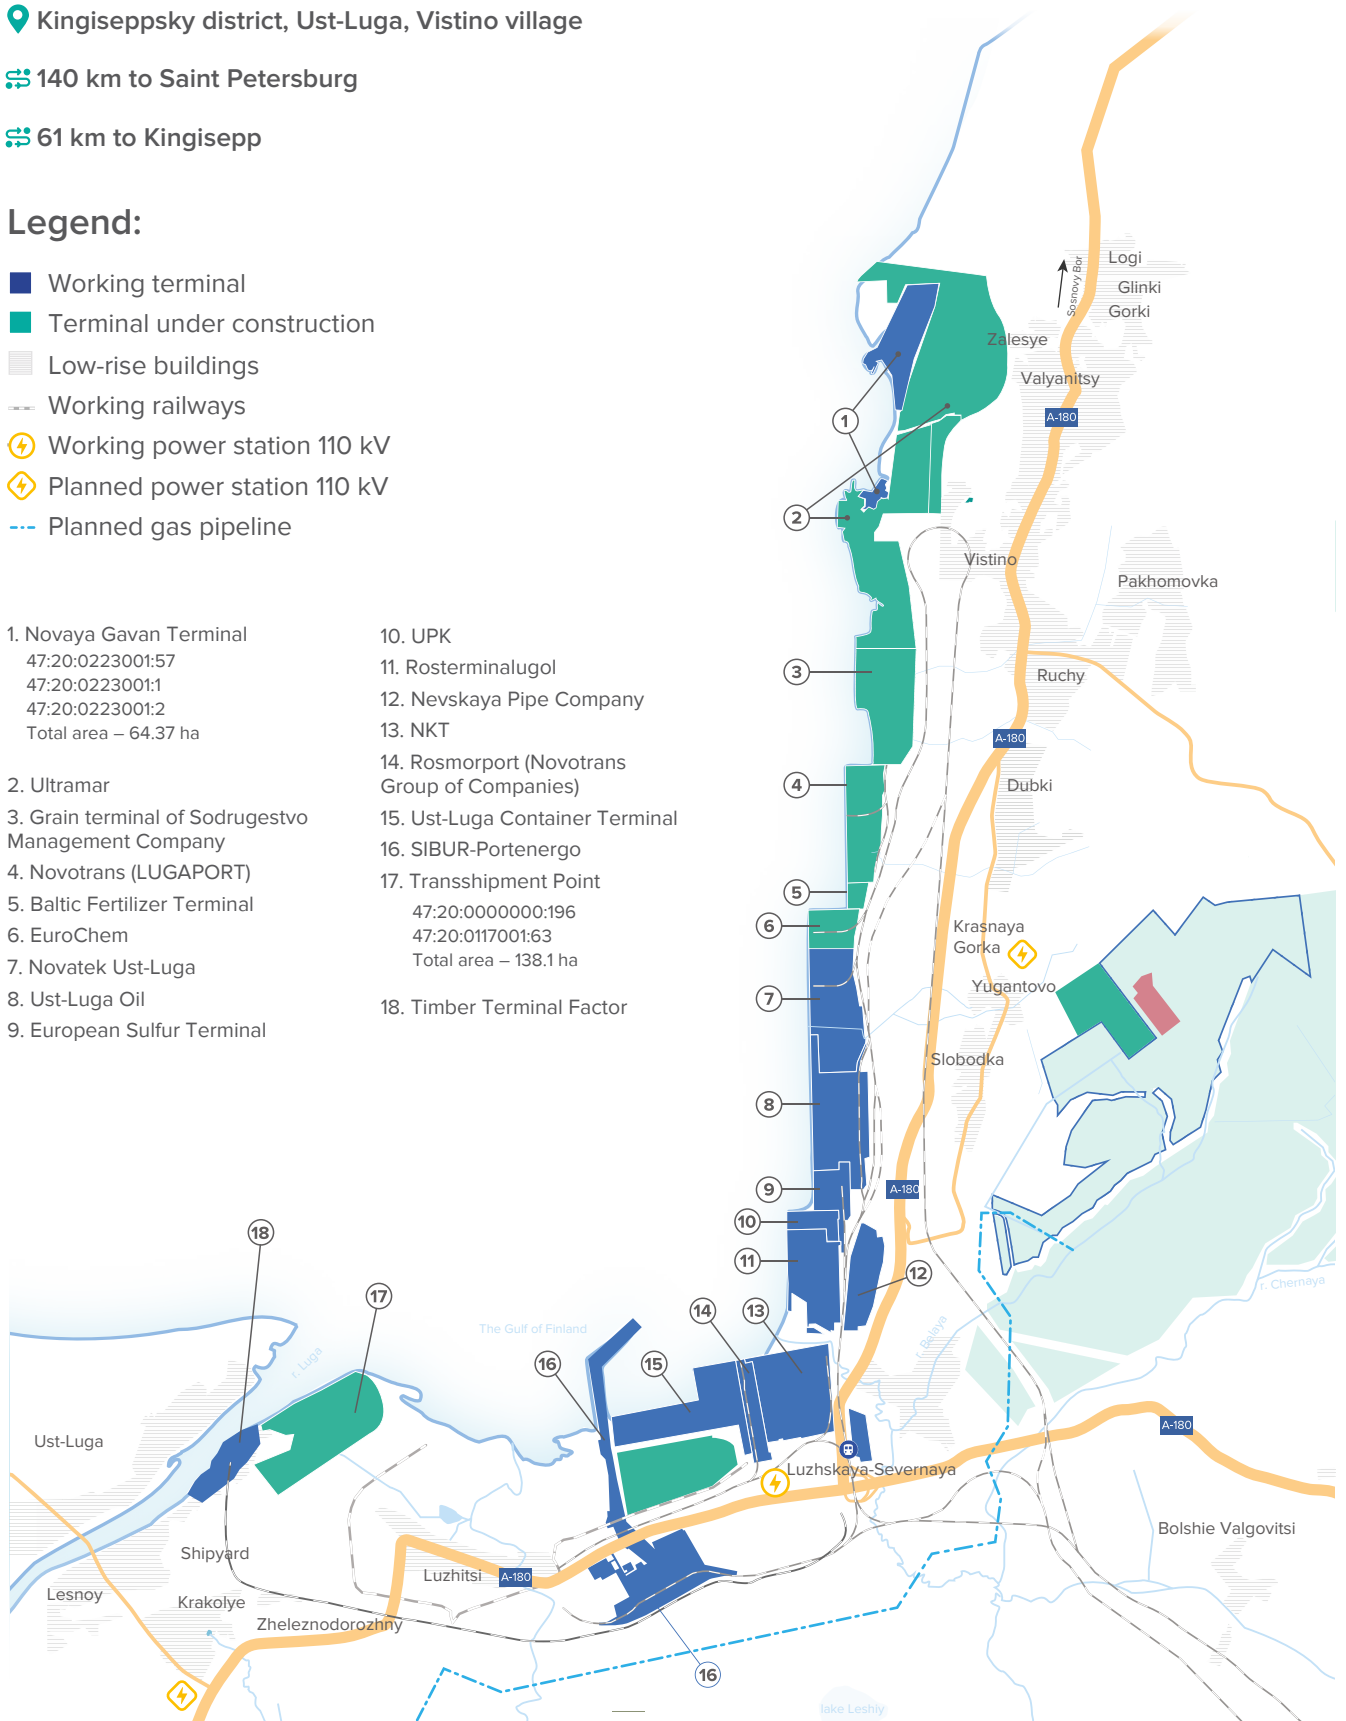 Kingiseppsky district, Ust-Luga, Vistino village
140 km to Saint Petersburg
61 km to Kingisepp
Legend:
Working terminal
Terminal under construction
Low-rise buildings
Working railways
Working power station 110 kV
Planned power station 110 kV
Planned gas pipeline
1. Novaya Gavan Terminal
47:20:0223001:57
47:20:0223001:1
47:20:0223001:2
Total area – 64.37 ha
2. Ultramar
3. Grain terminal of Sodrugestvo
Management Company
4. Novotrans (LUGAPORT)
5. Baltic Fertilizer Terminal
6. EuroChem
7. Novatek Ust-Luga
8. Ust-Luga Oil
9. European Sulfur Terminal
10. UPK
11. Rosterminalugol
12. Nevskaya Pipe Company
13. NKT
14. Rosmorport (Novotrans
Group of Companies)
15. Ust-Luga Container Terminal
16. SIBUR-Portenergo
17. Transshipment Point
47:20:0000000:196
47:20:0117001:63
Total area – 138.1 ha
18. Timber Terminal Factor
Sosnovy Bor
Logi
Glinki
Gorki
Zalesye
Valyanitsy
A-180
1
2
Vistino
Pakhomovka
3
Ruchy
A-180
4
Dubki
5
6
Krasnaya
Gorka
Yugantovo
7
Slobodka
8
9
A-180
10
11
12
18
17
r. Chernaya
r. Belaya
The Gulf of Finland
14
13
16
15
r. Luga
Ust-Luga
A-180
Luzhskaya-Severnaya
Bolshie Valgovitsi
Shipyard
Luzhitsi
A-180
Lesnoy
Krakolye
Zheleznodorozhny
16
lake Leshiy